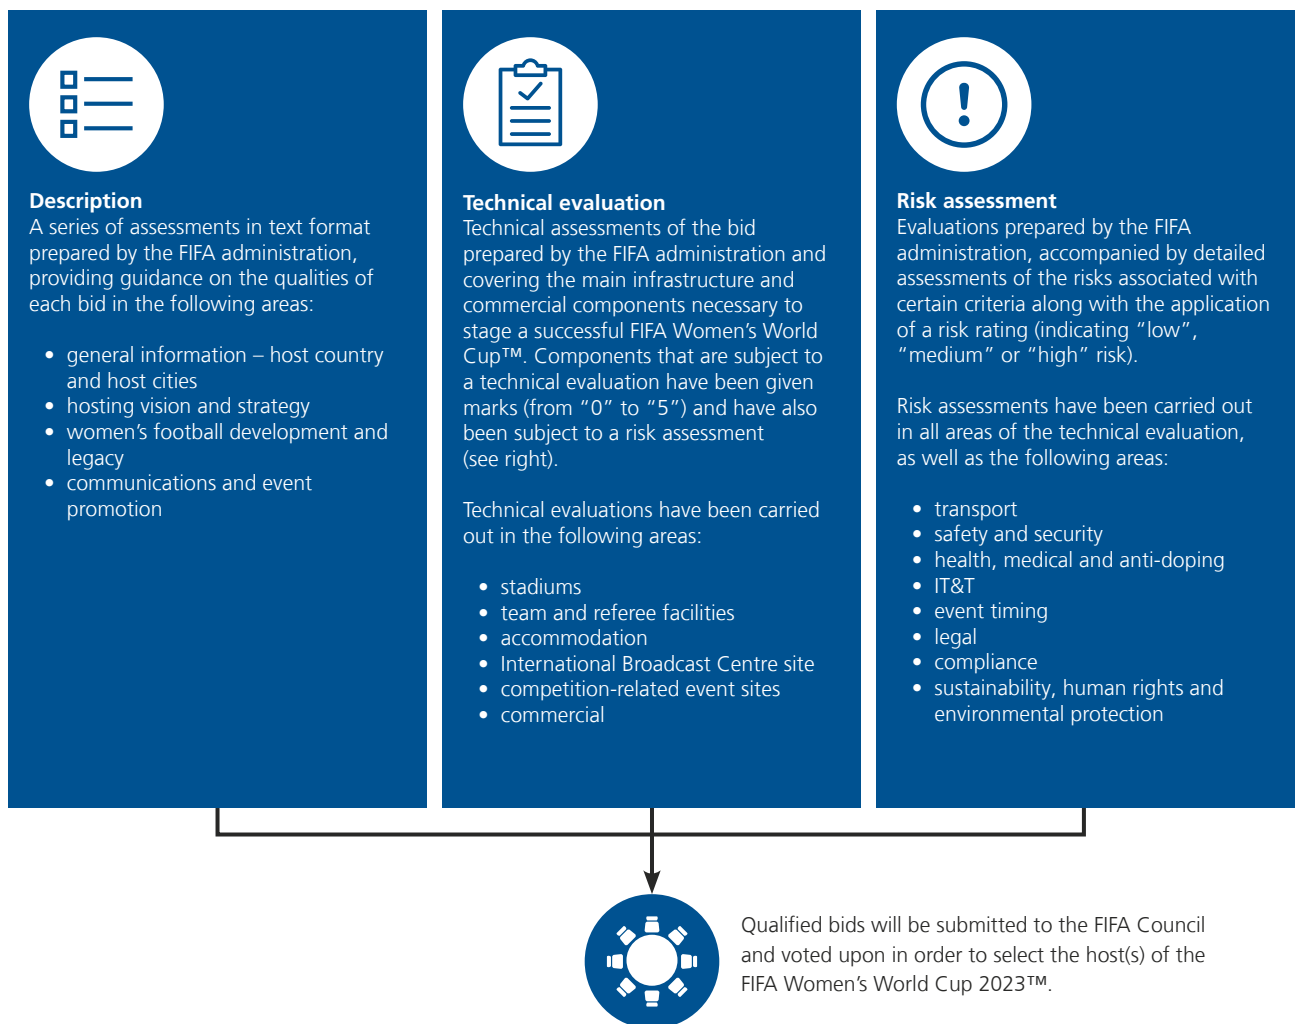 Description
A series of assessments in text format
prepared by the FIFA administration,
providing guidance on the qualities of
each bid in the following areas:
• general information – host country
and host cities
• hosting vision and strategy
• women’s football development and
legacy
• communications and event
promotion
Technical evaluation
Technical assessments of the bid
prepared by the FIFA administration and
covering the main infrastructure and
commercial components necessary to
stage a successful FIFA Women’s World
Cup™. Components that are subject to
a technical evaluation have been given
marks (from “0” to “5”) and have also
been subject to a risk assessment
(see right).
Technical evaluations have been carried
out in the following areas:
• stadiums
• team and referee facilities
• accommodation
• International Broadcast Centre site
• competition-related event sites
• commercial
Risk assessment
Evaluations prepared by the FIFA
administration, accompanied by detailed
assessments of the risks associated with
certain criteria along with the application
of a risk rating (indicating “low”,
“medium” or “high” risk).
Risk assessments have been carried out
in all areas of the technical evaluation,
as well as the following areas:
• transport
• safety and security
• health, medical and anti-doping
• IT&T
• event timing
• legal
• compliance
• sustainability, human rights and
environmental protection
Qualified bids will be submitted to the FIFA Council
and voted upon in order to select the host(s) of the
FIFA Women’s World Cup 2023™.